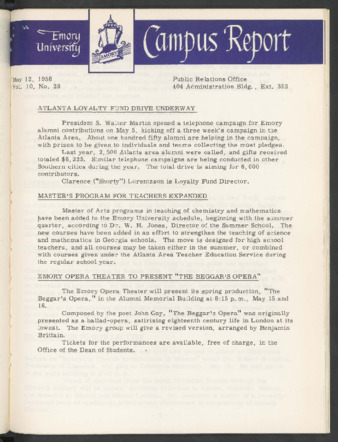 Emory
University
EMORY
Campus Report
May 12, 1958
Vol. 10, No. 33
Public Relations Office
404 Administration Bldg., Ext. 353
ATLANTA LOYALTY FUND DRIVE UNDERWAY
President S. Walter Martin opened a telephone campaign for Emory
alumni contributions on May 5, kicking off a three week's campaign in the
Atlanta Area. About one hundred fifty alumni are helping in the campaign,
with prizes to be given to individuals and teams collecting the most pledges.
Last year, 2,500 Atlanta area alumni were called, and gifts received
totaled $8,235. Similar telephone campaigns are being conducted in other
Southern cities during the year. The total drive is aiming for 6,000
contributors.
Clarence ("Shorty") Lorentzson is Loyalty Fund Director.
MASTER'S PROGRAM FOR TEACHERS EXPANDED
Master of Arts programs in teaching of chemistry and mathematics
have been added to the Emory University schedule, beginning with the summer
quarter, according to Dr. W. H. Jones, Director of the Summer School. The
new courses have been added in an effort to strengthen the teaching of science
and mathematics in Georgia schools. The move is designed for high school
teachers, and all courses may be taken either in the summer, or combined
with courses given under the Atlanta Area Teacher Education Service during
the regular school year.
EMORY OPERA THEATER TO PRESENT "THE BEGGAR'S OPERA"
The Emory Opera Theater will present its spring production, "The
Beggar's Opera," in the Alumni Memorial Building at 8:15 p.m., May 15 and
16.
Composed by the poet John Gay, "The Beggar's Opera" was originally
presented as a ballad-opera, satirizing eighteenth century life in London at its
lowest. The Emory group will give a revised version, arranged by Benjamin
Brittain.
Tickets for the performances are available, free of charge, in the
Office of the Dean of Students.